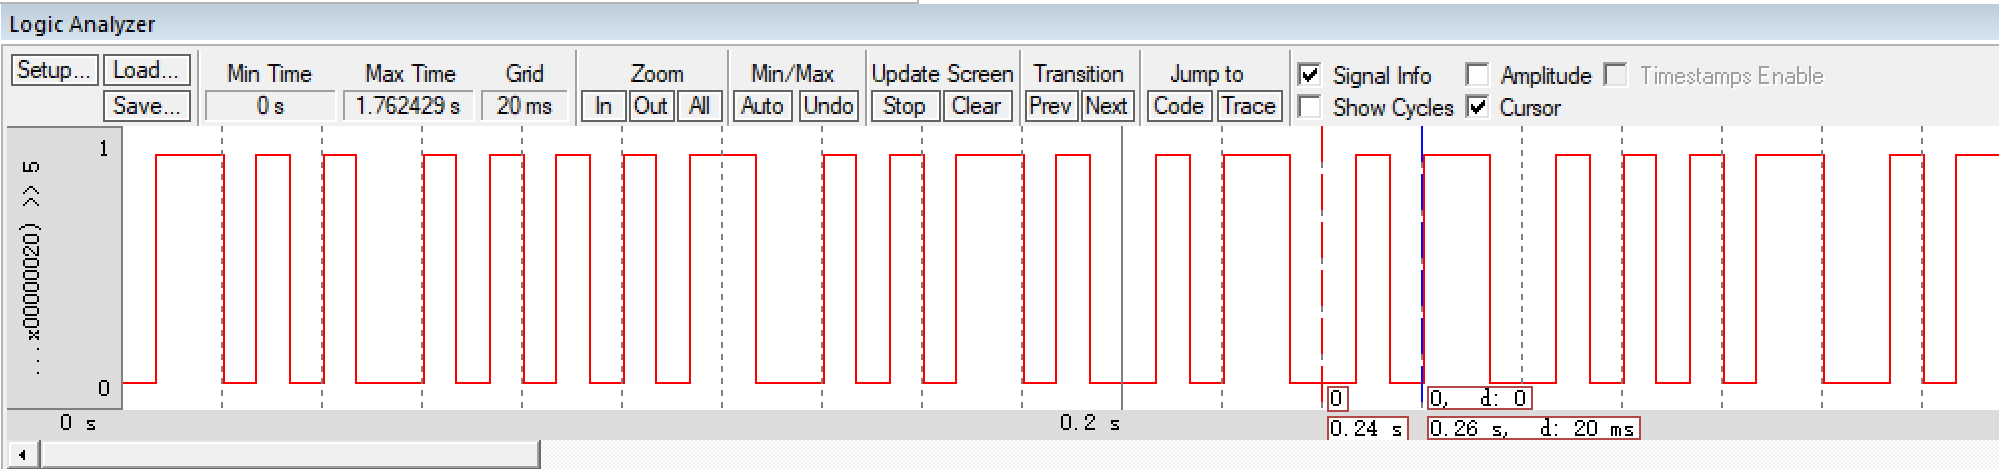 Logic Analyzer
Setup... Load... Min Time Max Time Grid Zoom Min/Max Update Screen Transition Jump to Signal Info Amplitude Timestamps Enable
Save... 0 s 1.762429 s 20 ms In Out All Auto Undo Stop Clear Prev Next Code Trace Show Cycles Cursor
1
...x00000020) >> 5
0
0 0, d: 0
0 s 0.2 s 0.24 s 0.26 s, d: 20 ms